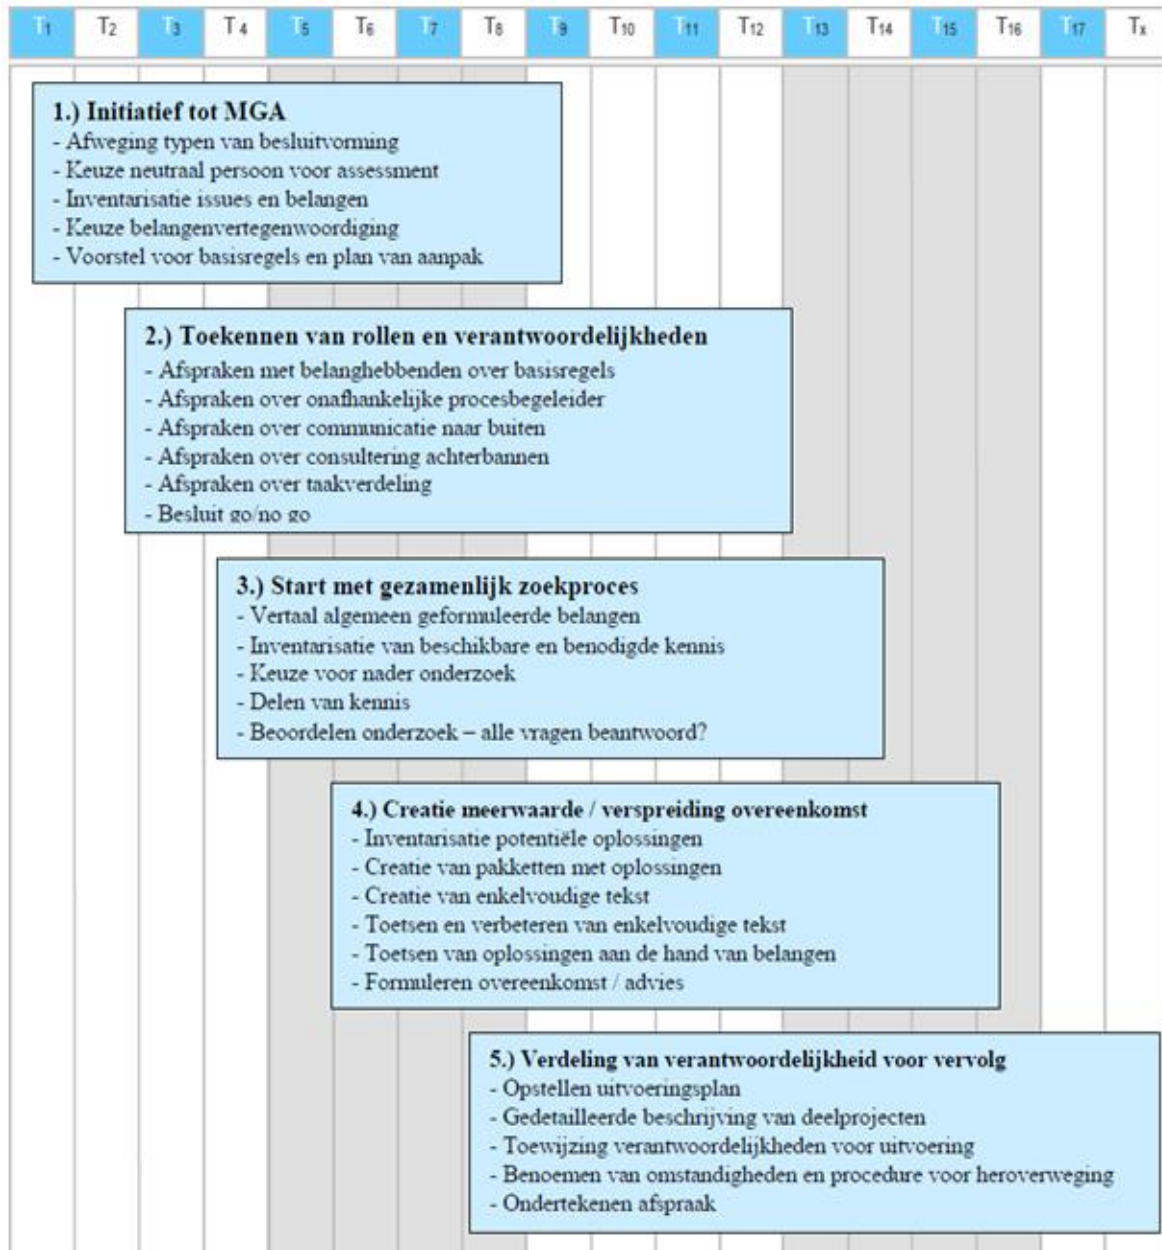 T1 T2 T3 T4 T5 T6 T7 T8 T9 T10 T11 T12 T13 T14 T15 T16 T17 Tx
1.) Initiatief tot MGA
- Afweging typen van besluitvorming
- Keuze neutraal persoon voor assessment
- Inventarisatie issues en belangen
- Keuze belangenvertegenwoordiging
- Voorstel voor basisregels en plan van aanpak
2.) Toekennen van rollen en verantwoordelijkheden
- Afspraken met belanghebbenden over basisregels
- Afspraken over onafhankelijke procesbegeleider
- Afspraken over communicatie naar buiten
- Afspraken over consultering achterbannen
- Afspraken over taakverdeling
- Besluit go/no go
3.) Start met gezamenlijk zoekproces
- Vertaal algemeen geformuleerde belangen
- Inventarisatie van beschikbare en benodigde kennis
- Keuze voor nader onderzoek
- Delen van kennis
- Beoordelen onderzoek – alle vragen beantwoord?
4.) Creatie meerwaarde / verspreiding overeenkomst
- Inventarisatie potentiële oplossingen
- Creatie van pakketten met oplossingen
- Creatie van enkelvoudige tekst
- Toetsen en verbeteren van enkelvoudige tekst
- Toetsen van oplossingen aan de hand van belangen
- Formuleren overeenkomst / advies
5.) Verdeling van verantwoordelijkheid voor vervolg
- Opstellen uitvoeringsplan
- Gedetailleerde beschrijving van deelprojecten
- Toewijzing verantwoordelijkheden voor uitvoering
- Benoemen van omstandigheden en procedure voor heroverweging
- Ondertekenen afspraak